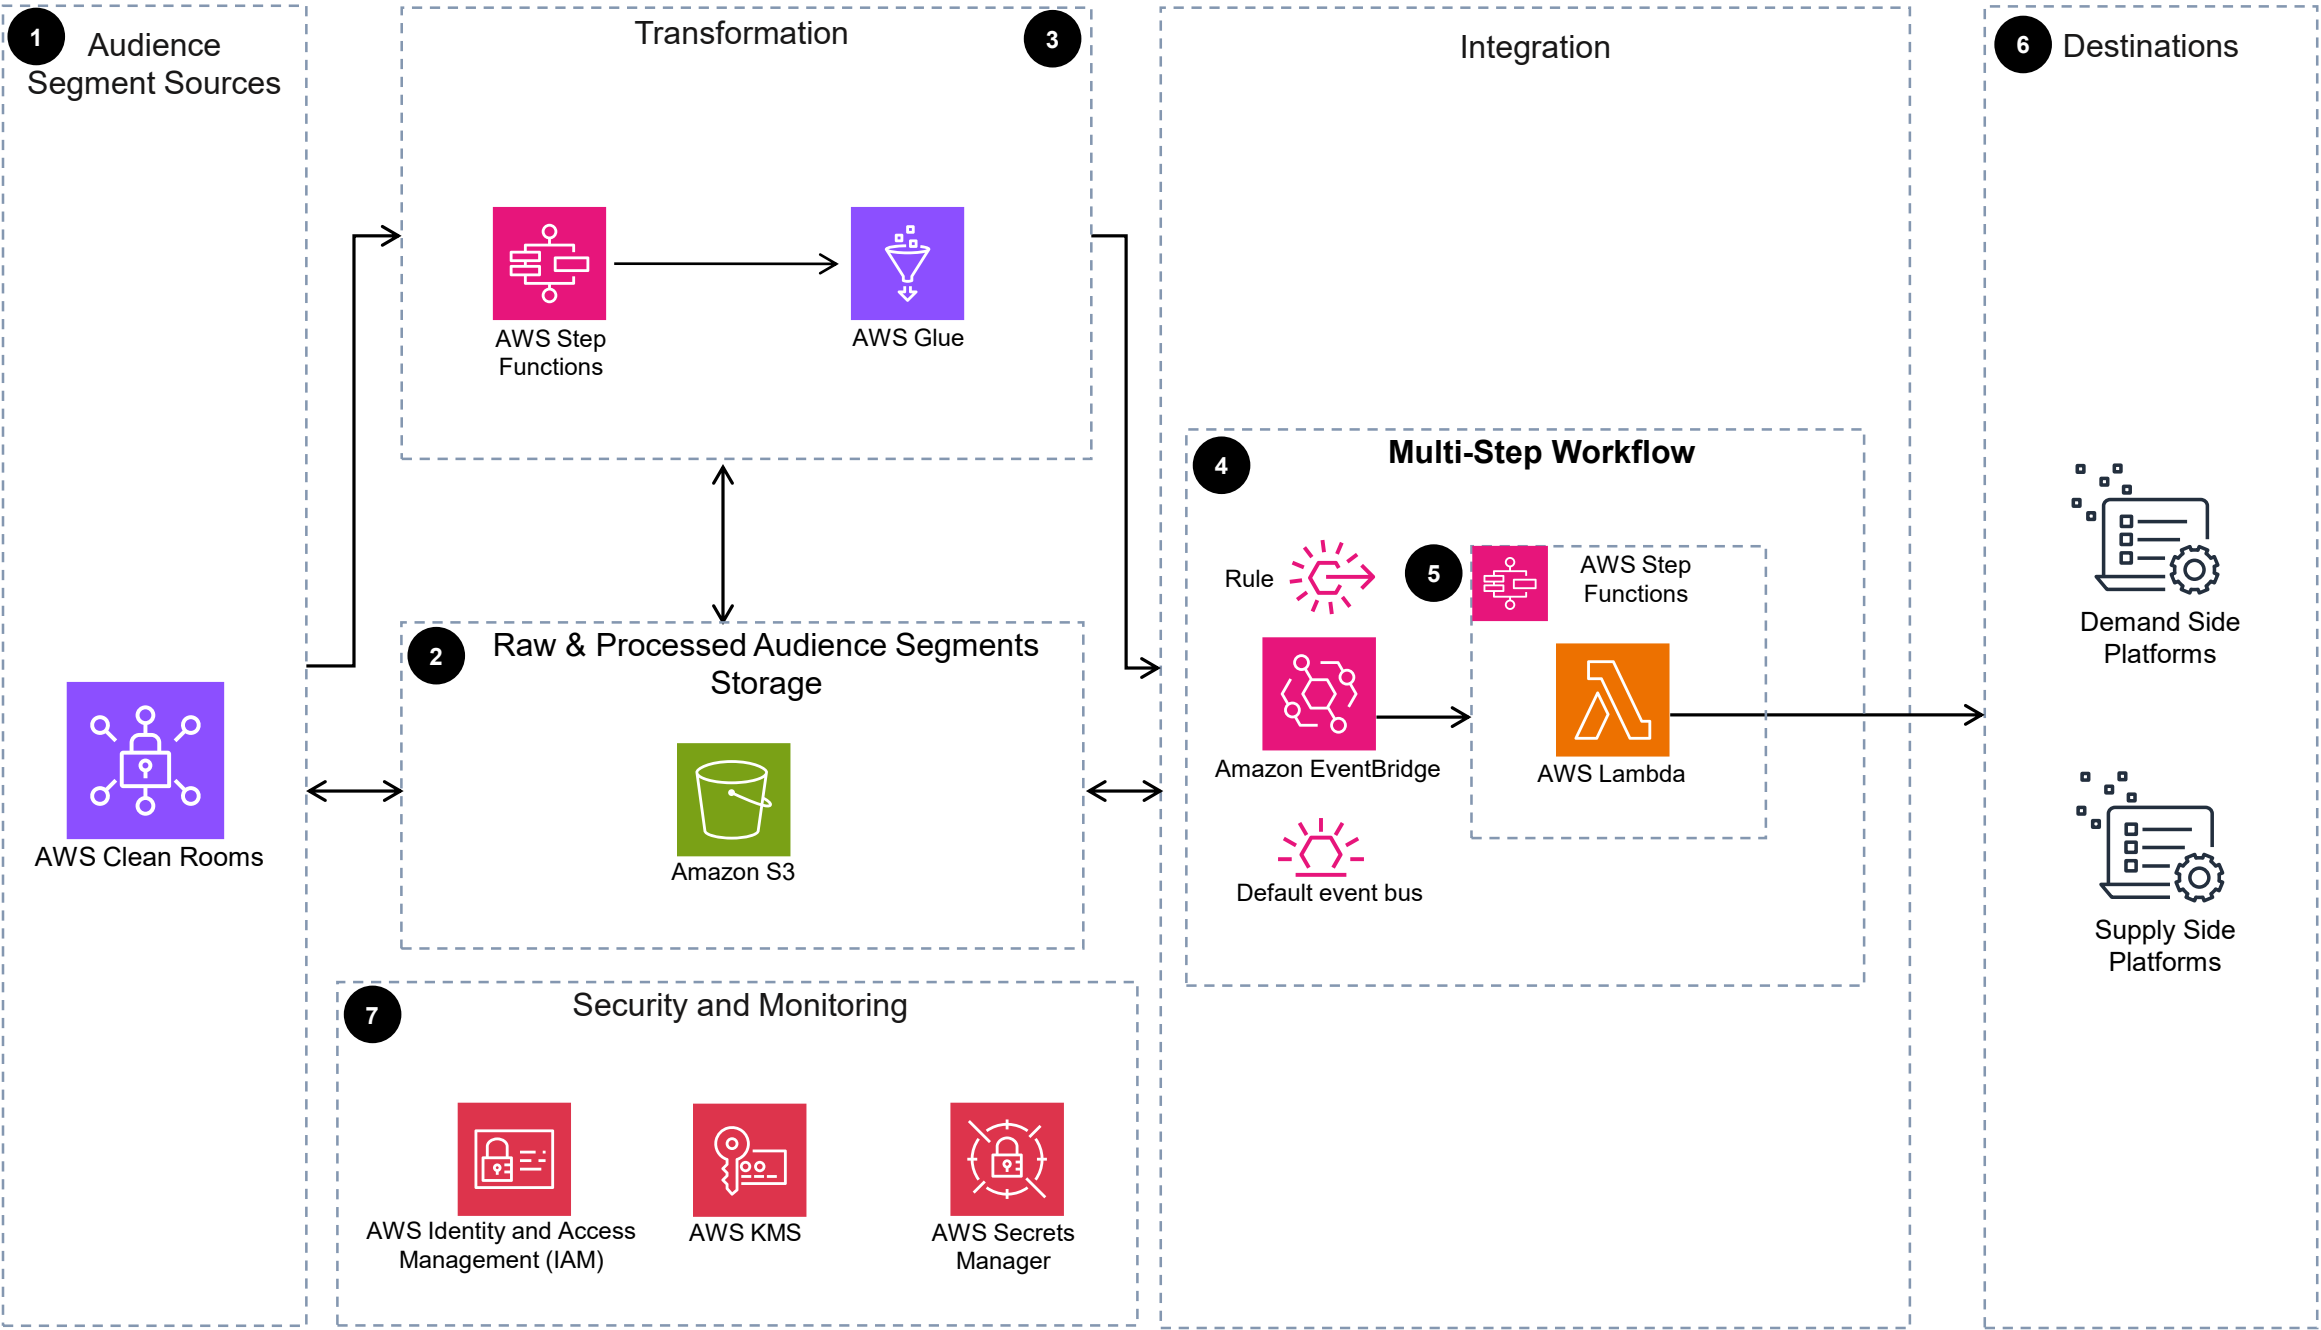 1
Audience
Segment Sources
AWS Clean Rooms
Transformation
3
AWS Step
Functions
AWS Glue
2
Raw & Processed Audience Segments
Storage
Amazon S3
7
Security and Monitoring
AWS Identity and Access
Management (IAM)
AWS KMS
AWS Secrets
Manager
Integration
4
Multi-Step Workflow
Rule
5
AWS Step
Functions
Amazon EventBridge
AWS Lambda
Default event bus
6
Destinations
Demand Side
Platforms
Supply Side
Platforms